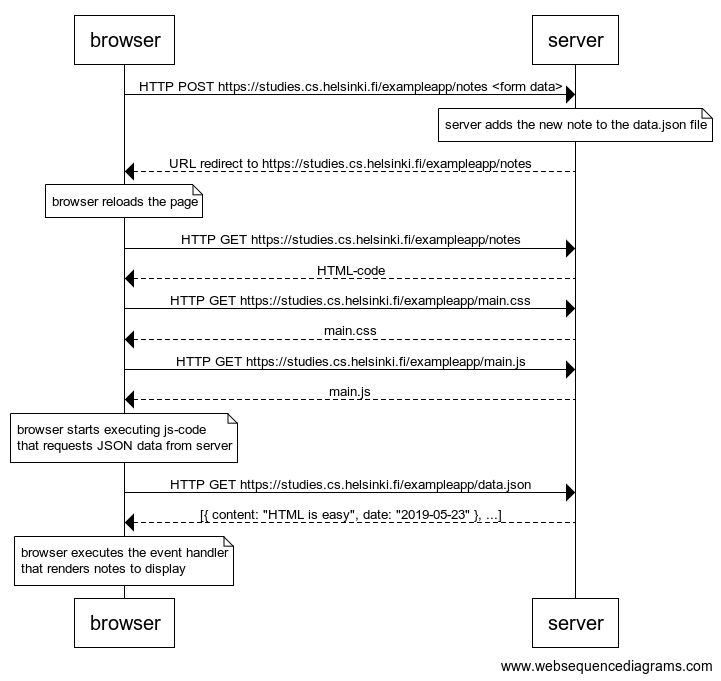 browser
server
HTTP POST https://studies.cs.helsinki.fi/exampleapp/notes <form data>
server adds the new note to the data.json file
URL redirect to https://studies.cs.helsinki.fi/exampleapp/notes
browser reloads the page
HTTP GET https://studies.cs.helsinki.fi/exampleapp/notes
HTML-code
HTTP GET https://studies.cs.helsinki.fi/exampleapp/main.css
main.css
HTTP GET https://studies.cs.helsinki.fi/exampleapp/main.js
main.js
browser starts executing js-code
that requests JSON data from server
HTTP GET https://studies.cs.helsinki.fi/exampleapp/data.json
[{ content: "HTML is easy", date: "2019-05-23" }, ...]
browser executes the event handler
that renders notes to display
browser
server
www.websequencediagrams.com